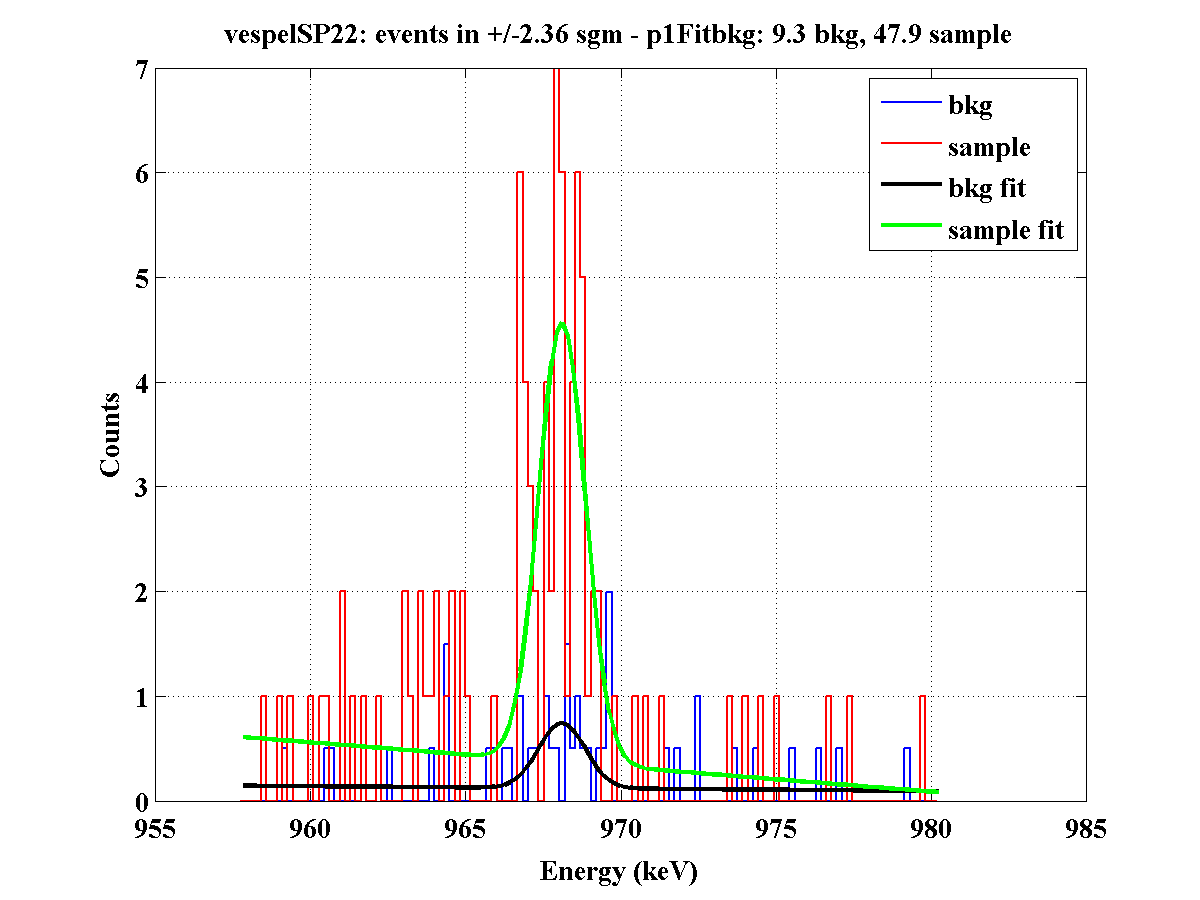 vespelSP22: events in +/-2.36 sgm - p1Fitbkg: 9.3 bkg, 47.9 sample
7
6
5
4
3
2
1
0
Counts
bkg
sample
bkg fit
sample fit
955 960 965 970 975 980 985
Energy (keV)